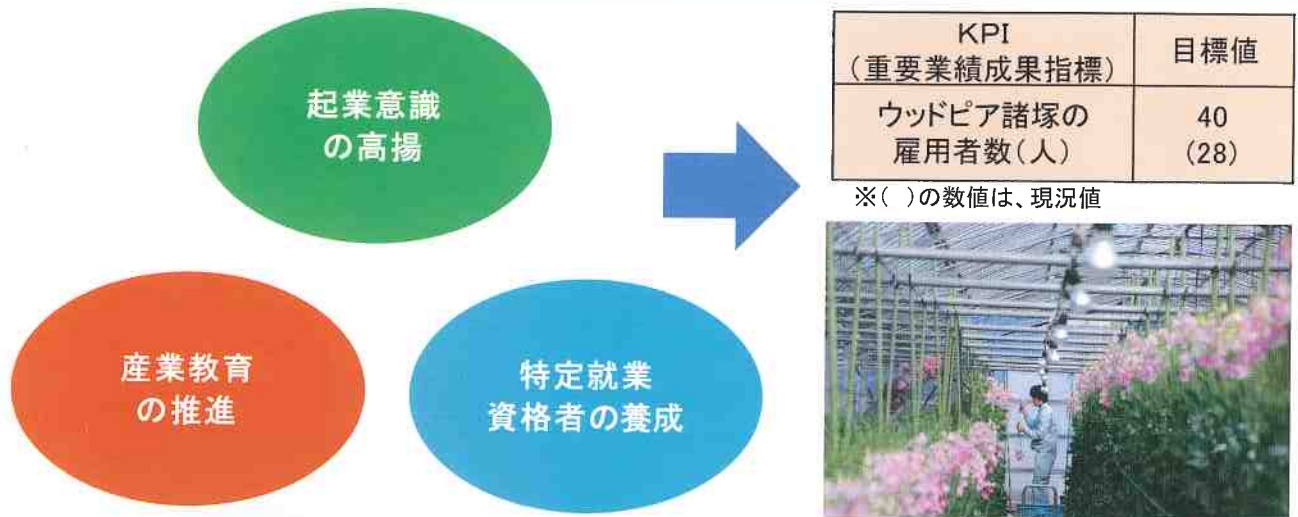 起業意識
の高揚
産業教育
の推進
特定就業
資格者の養成
KPI
(重要業績成果指標)
目標値
ウッドピア諸塚の
雇用者数(人)
40
(28)
※( )の数値は、現況値